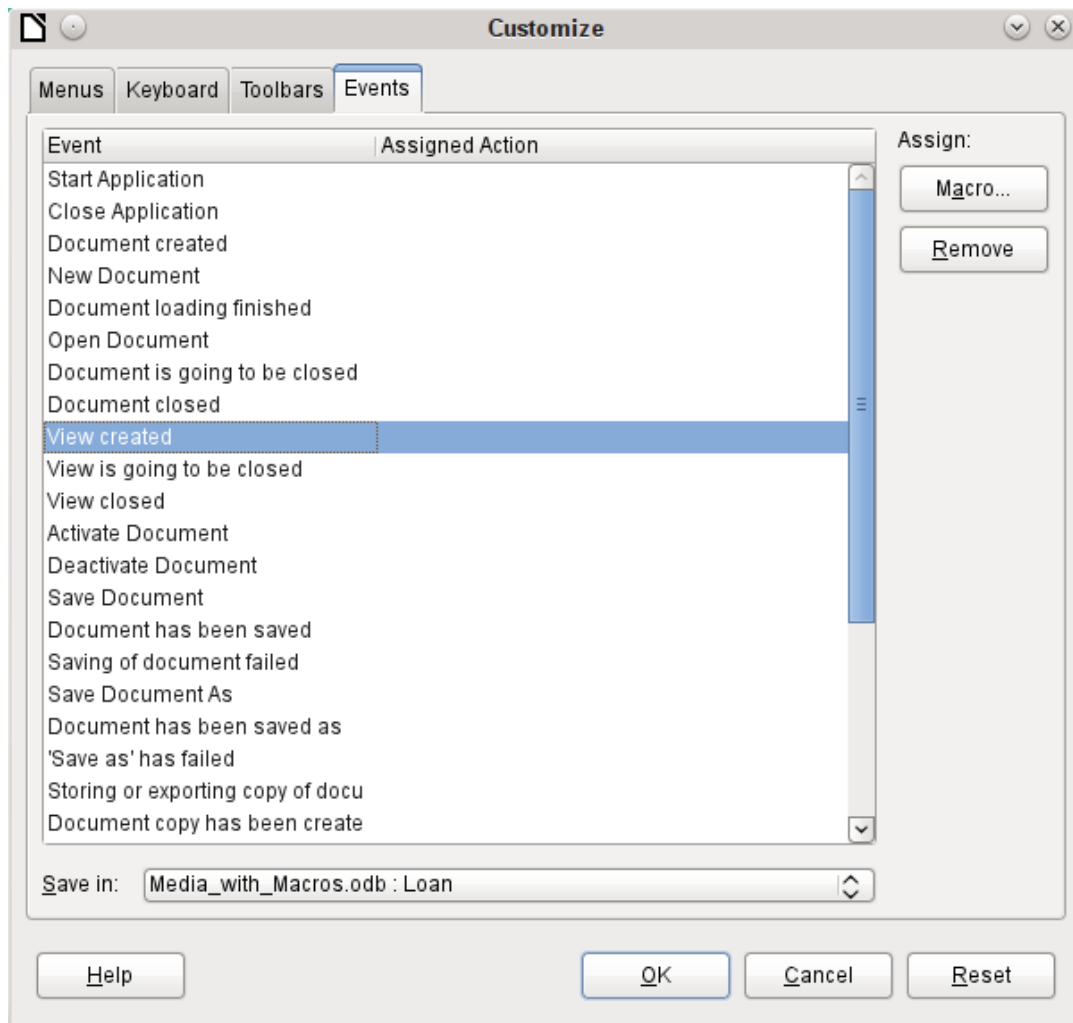 Customize
Menus Keyboard Toolbars Events
Event Assigned Action
Assign:
Start Application
Macro...
Close Application
Document created
Remove
New Document
Document loading finished
Open Document
Document is going to be closed
Document closed
View created
View is going to be closed
View closed
Activate Document
Deactivate Document
Save Document
Document has been saved
Saving of document failed
Save Document As
Document has been saved as
'Save as' has failed
Storing or exporting copy of docu
Document copy has been create
Save in: Media_with_Macros.odb : Loan
Help OK Cancel Reset